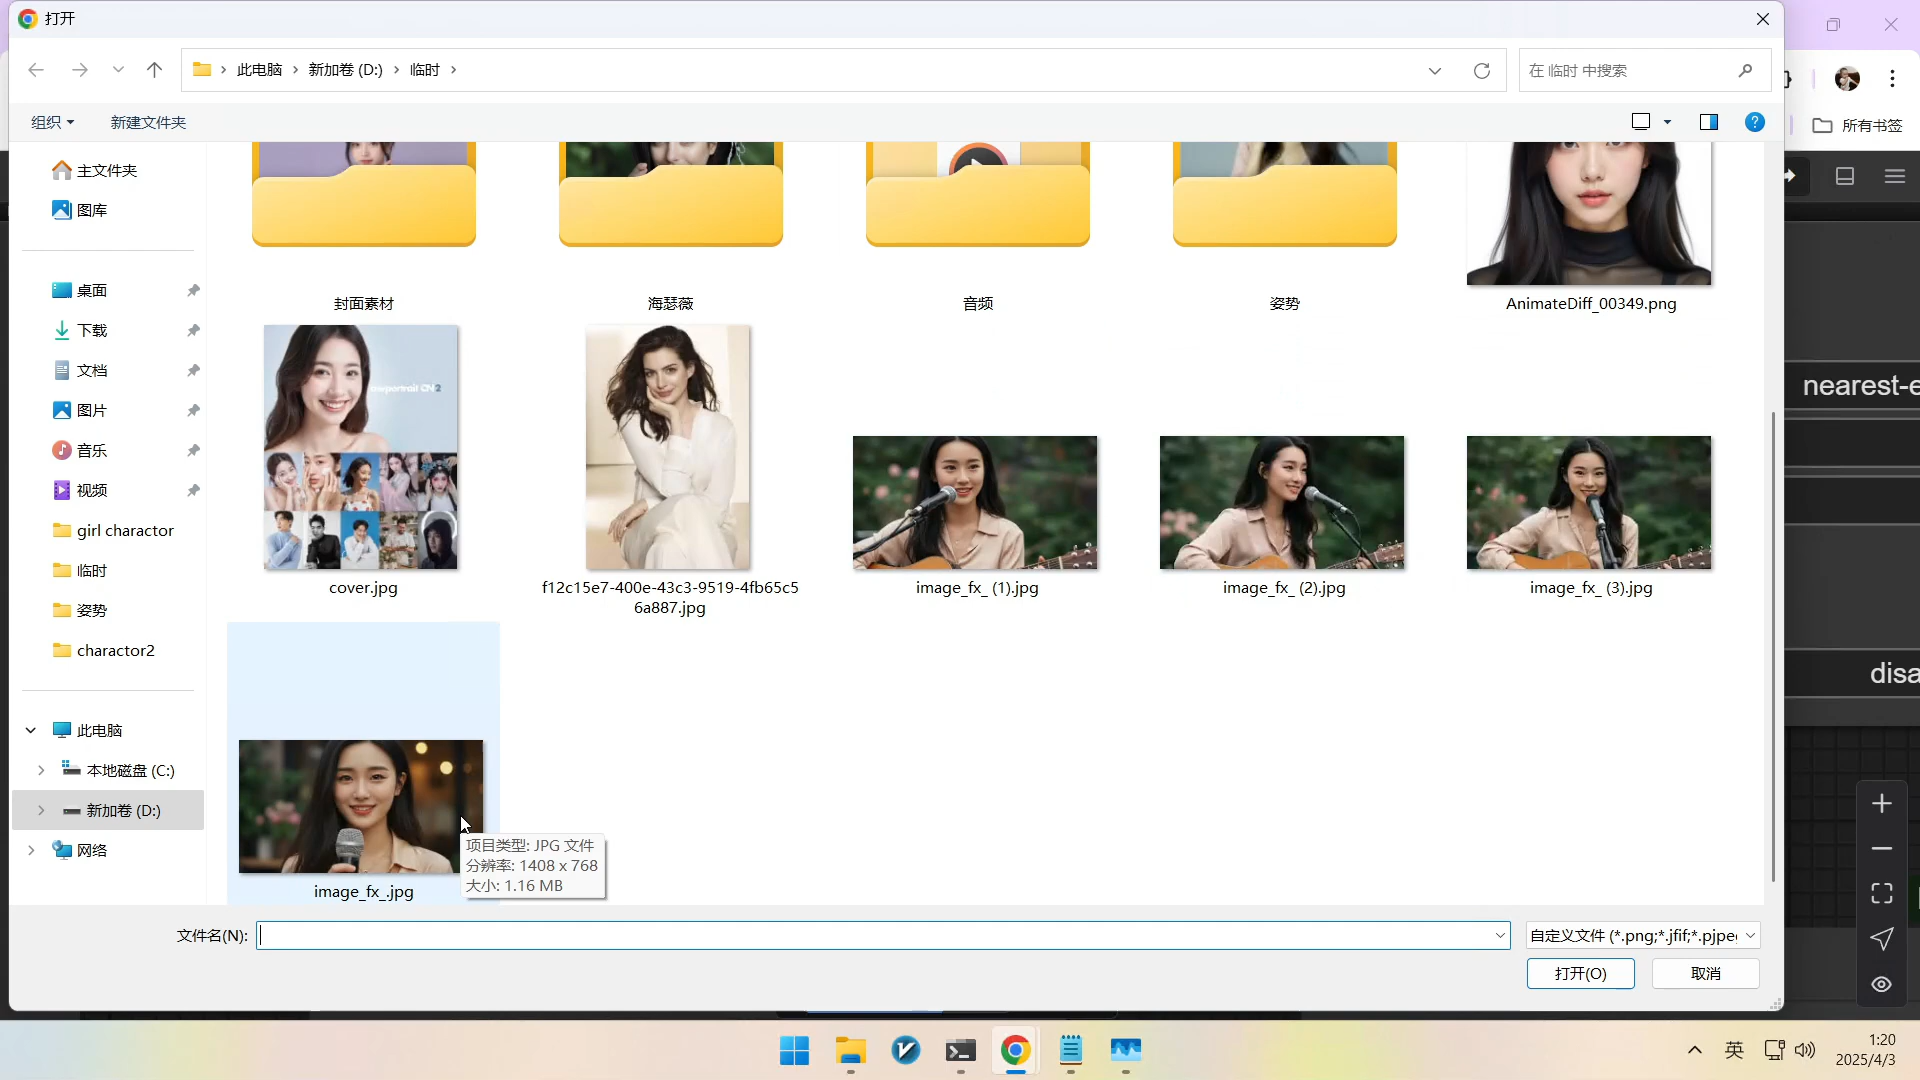 打开
此电脑 › 新加卷 (D:) › 临时 ›
在 临时 中搜索
组织
新建文件夹
所有书签
主文件夹
图库
桌面
下载
文档
图片
音乐
视频
girl charactor
临时
姿势
charactor2
此电脑
本地磁盘 (C:)
新加卷 (D:)
网络
封面素材
海瑟薇
音频
姿势
AnimateDiff_00349.png
cover.jpg
f12c15e7-400e-43c3-9519-4fb65c5
6a887.jpg
image_fx_ (1).jpg
image_fx_ (2).jpg
image_fx_ (3).jpg
image_fx_.jpg
项目类型: JPG 文件
分辨率: 1408 x 768
大小: 1.16 MB
nearest-e
disa
文件名(N):
自定义文件 (*.png;*.jfif;*.pjpe
打开(O)
取消
英
1:20
2025/4/3